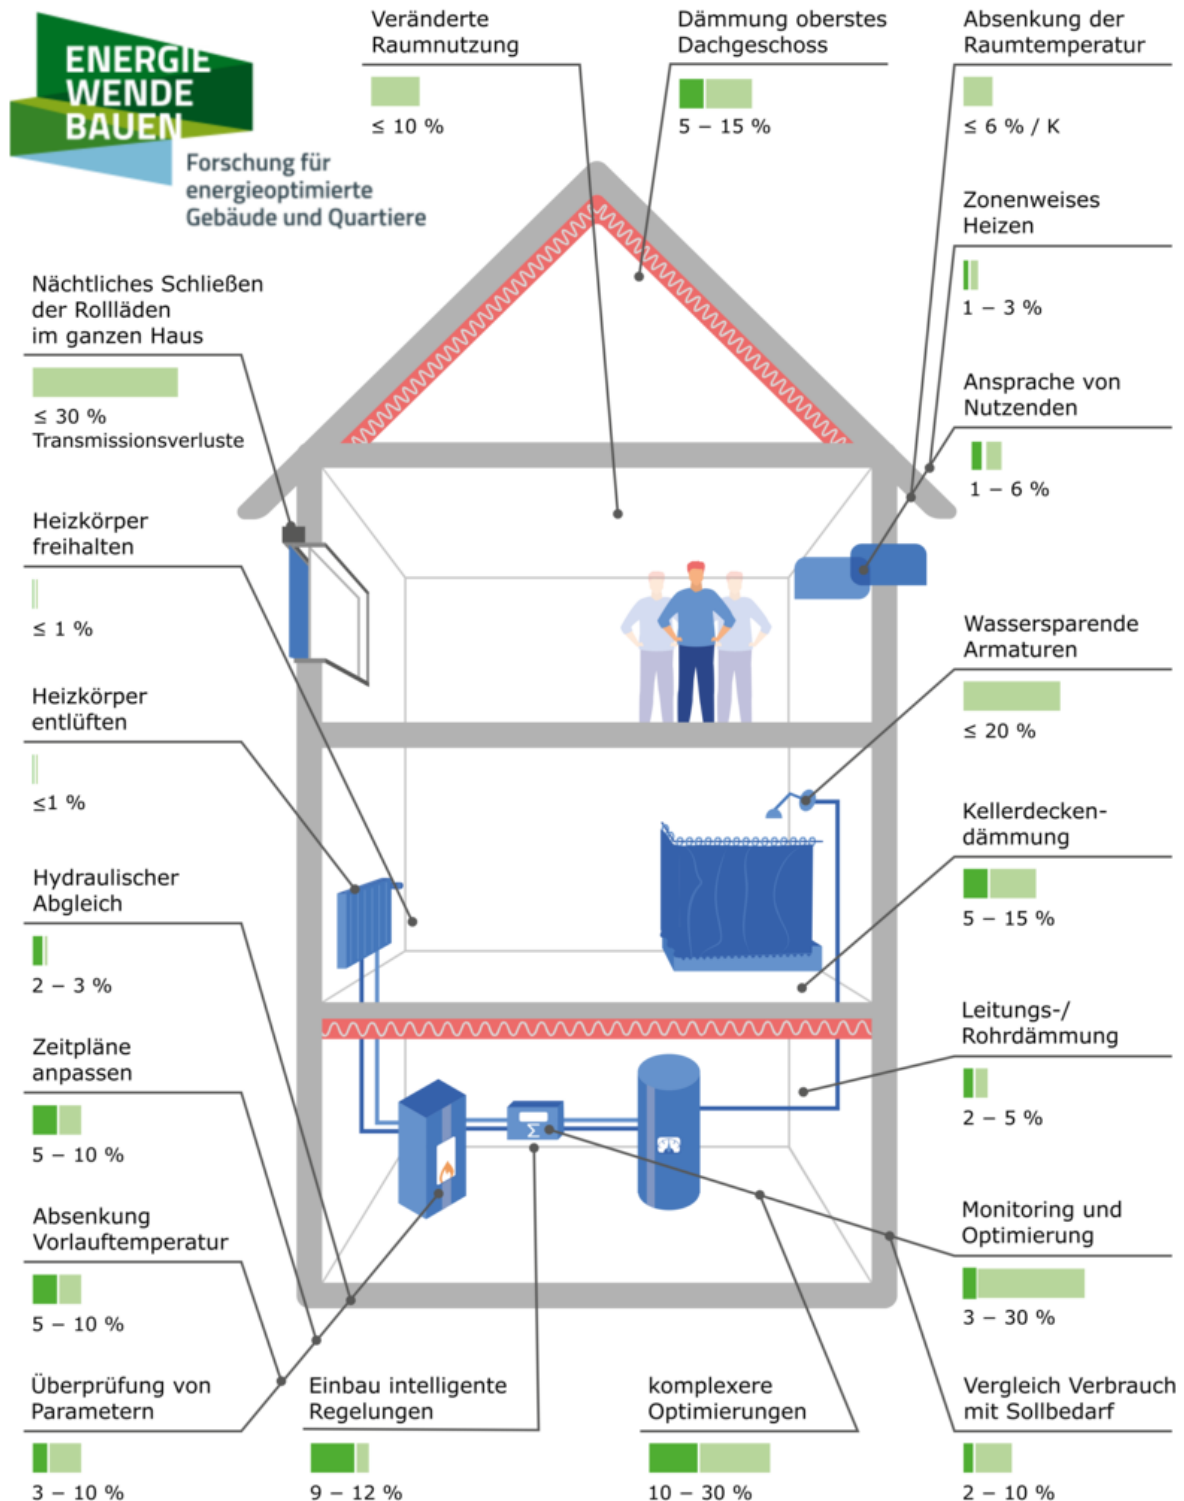 ENERGIE
WENDE
BAUEN
Forschung für
energieoptimierte
Gebäude und Quartiere
Veränderte
Raumnutzung
≤ 10 %
Dämmung oberstes
Dachgeschoss
5 – 15 %
Absenkung der
Raumtemperatur
≤ 6 % / K
Zonenweises
Heizen
1 – 3 %
Ansprache von
Nutzenden
1 – 6 %
Nächtliches Schließen
der Rollläden
im ganzen Haus
≤ 30 %
Transmissionsverluste
Heizkörper
freihalten
≤ 1 %
Heizkörper
entlüften
≤1 %
Hydraulischer
Abgleich
2 – 3 %
Zeitpläne
anpassen
5 – 10 %
Absenkung
Vorlauftemperatur
5 – 10 %
Überprüfung von
Parametern
3 – 10 %
Einbau intelligente
Regelungen
9 – 12 %
komplexere
Optimierungen
10 – 30 %
Wassersparende
Armaturen
≤ 20 %
Kellerdecken-
dämmung
5 – 15 %
Leitungs-/
Rohrdämmung
2 – 5 %
Monitoring und
Optimierung
3 – 30 %
Vergleich Verbrauch
mit Sollbedarf
2 – 10 %
Σ